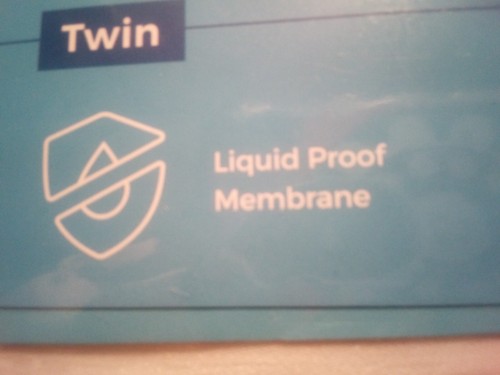 Twin
Liquid Proof
Membrane